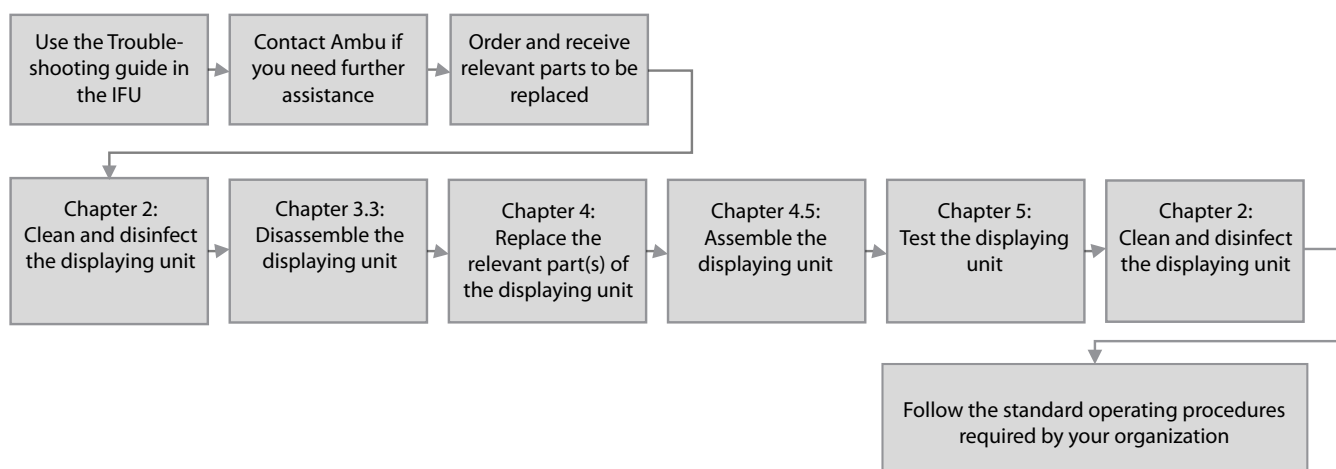 Use the Trouble-
shooting guide in
the IFU
Contact Ambu if
you need further
assistance
Order and receive
relevant parts to be
replaced
Chapter 2:
Clean and disinfect
the displaying unit
Chapter 3.3:
Disassemble the
displaying unit
Chapter 4:
Replace the
relevant part(s) of
the displaying unit
Chapter 4.5:
Assemble the
displaying unit
Chapter 5:
Test the displaying
unit
Chapter 2:
Clean and disinfect
the displaying unit
Follow the standard operating procedures
required by your organization